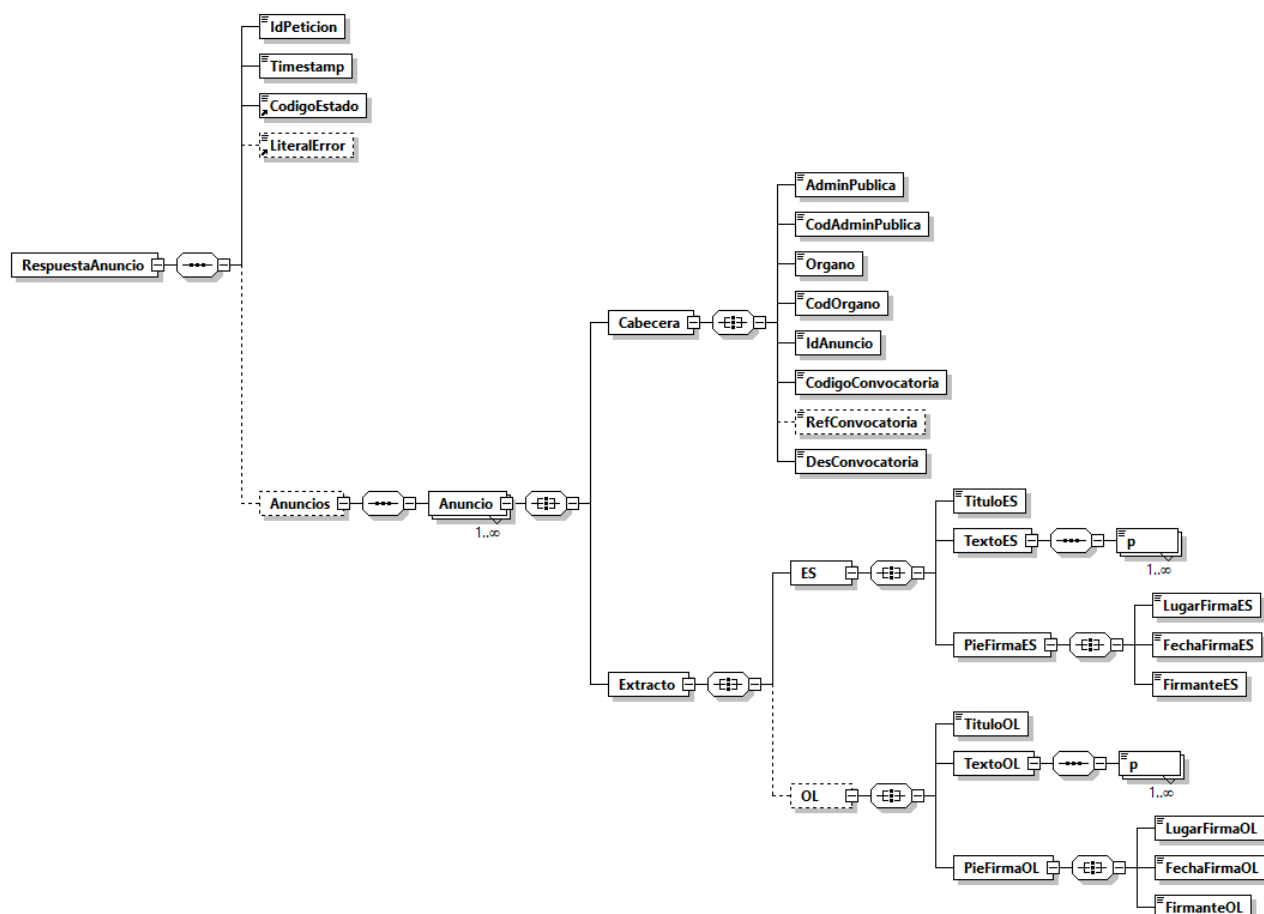 IdPeticion
Timestamp
CodigoEstado
LiteralError
AdminPublica
CodAdminPublica
RespuestaAnuncio
Organo
CodOrgano
Cabecera
IdAnuncio
CodigoConvocatoria
RefConvocatoria
DesConvocatoria
Anuncios
Anuncio
1..∞
TituloES
TextoES
p
1..∞
ES
LugarFirmaES
PieFirmaES
FechaFirmaES
Extracto
FirmanteES
TituloOL
TextoOL
p
1..∞
OL
LugarFirmaOL
PieFirmaOL
FechaFirmaOL
FirmanteOL